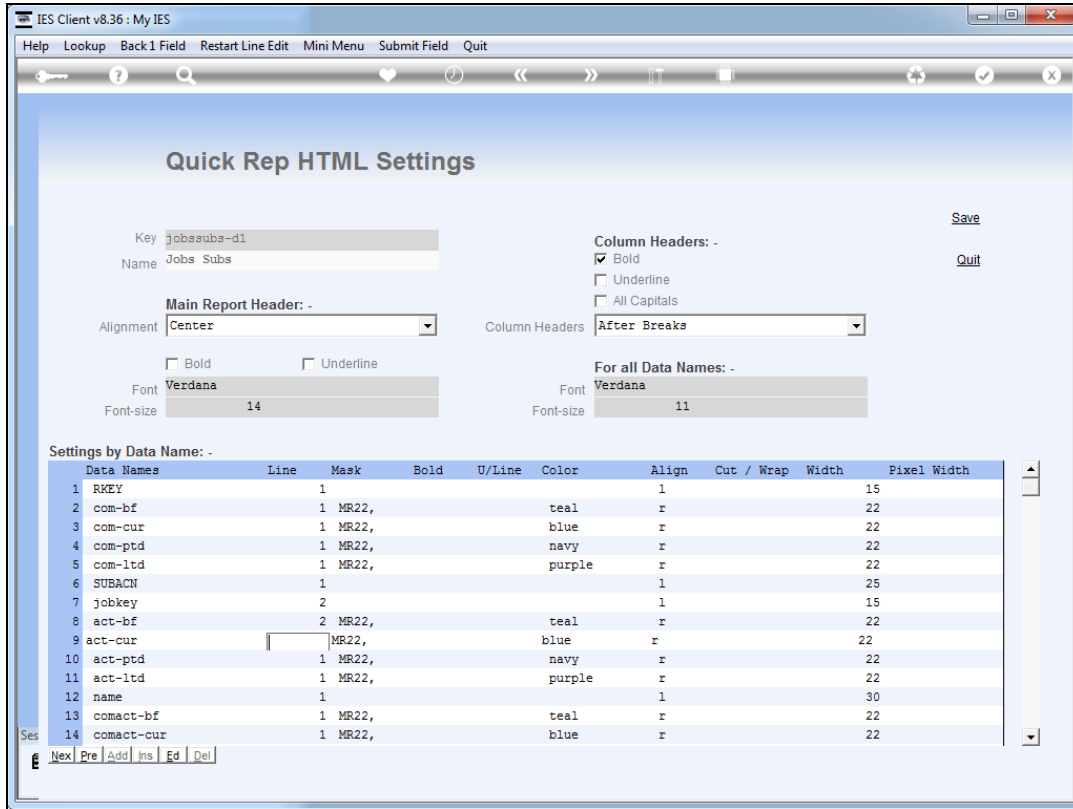 IES Client v8.36 : My IES
Help Lookup Back 1 Field Restart Line Edit Mini Menu Submit Field Quit
Quick Rep HTML Settings
Save
Key jobssubs-d1
Column Headers: -
Name Jobs Subs
Bold
Quit
Underline
Main Report Header: -
All Capitals
Alignment Center
Column Headers After Breaks
Bold Underline
For all Data Names: -
Font Verdana
Font Verdana
Font-size 14
Font-size 11
Settings by Data Name: -
Data Names Line Mask Bold U/Line Color Align Cut / Wrap Width Pixel Width
1 RKEY 1 l 15
2 com-bf 1 MR22, teal r 22
3 com-cur 1 MR22, blue r 22
4 com-ptd 1 MR22, navy r 22
5 com-ltd 1 MR22, purple r 22
6 SUBACN 1 l 25
7 jobkey 2 l 15
8 act-bf 2 MR22, teal r 22
9 act-cur MR22, blue r 22
10 act-ptd 1 MR22, navy r 22
11 act-ltd 1 MR22, purple r 22
12 name 1 l 30
13 comact-bf 1 MR22, teal r 22
14 comact-cur 1 MR22, blue r 22
Ses
Nex Pre Add Ins Ed Del